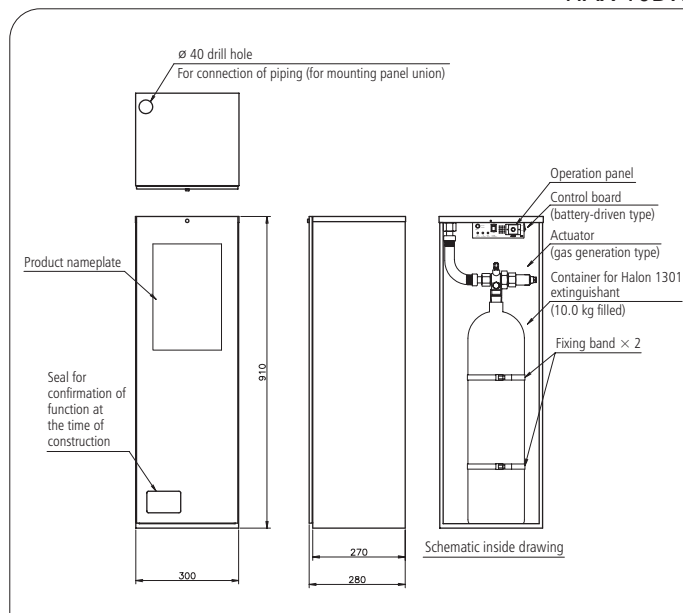 ø 40 drill hole
For connection of piping (for mounting panel union)
Operation panel
Control board
(battery-driven type)
Actuator
(gas generation type)
Container for Halon 1301
extinguishant
(10.0 kg filled)
Fixing band × 2
Product nameplate
Seal for
confirmation of
function at
the time of
construction
910
300
270
280
Schematic inside drawing